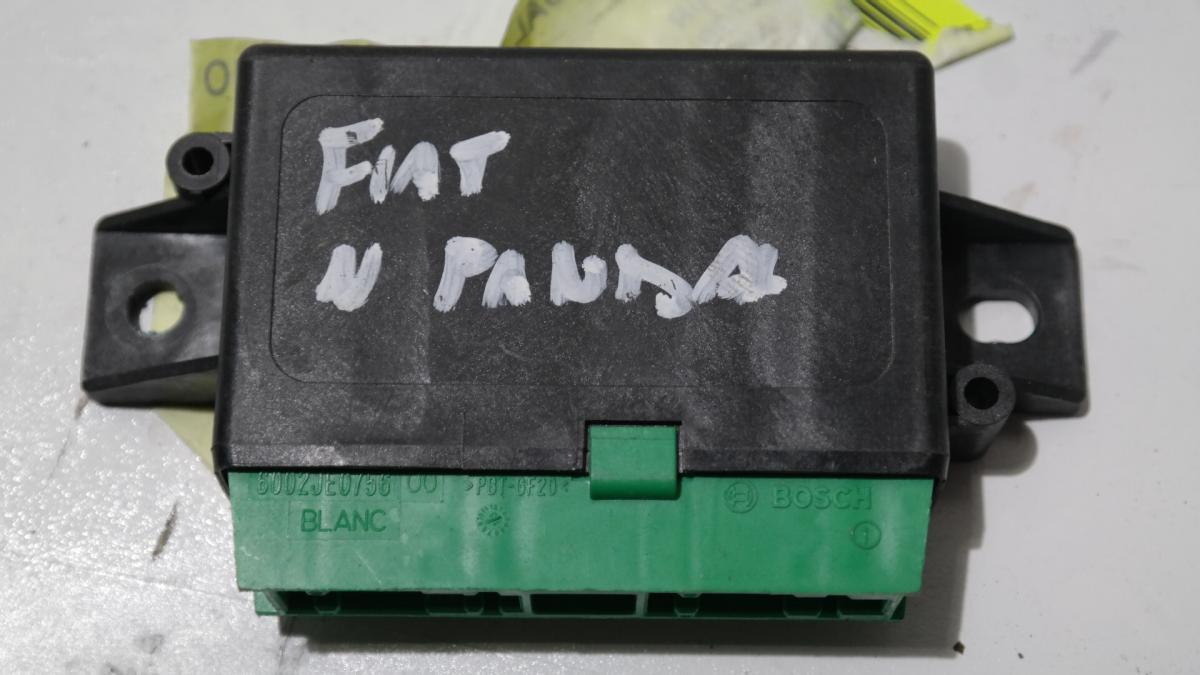 FIAT
N PANDA
6002JE0756 00 >PBT-GF20<
BOSCH
BLANC
1